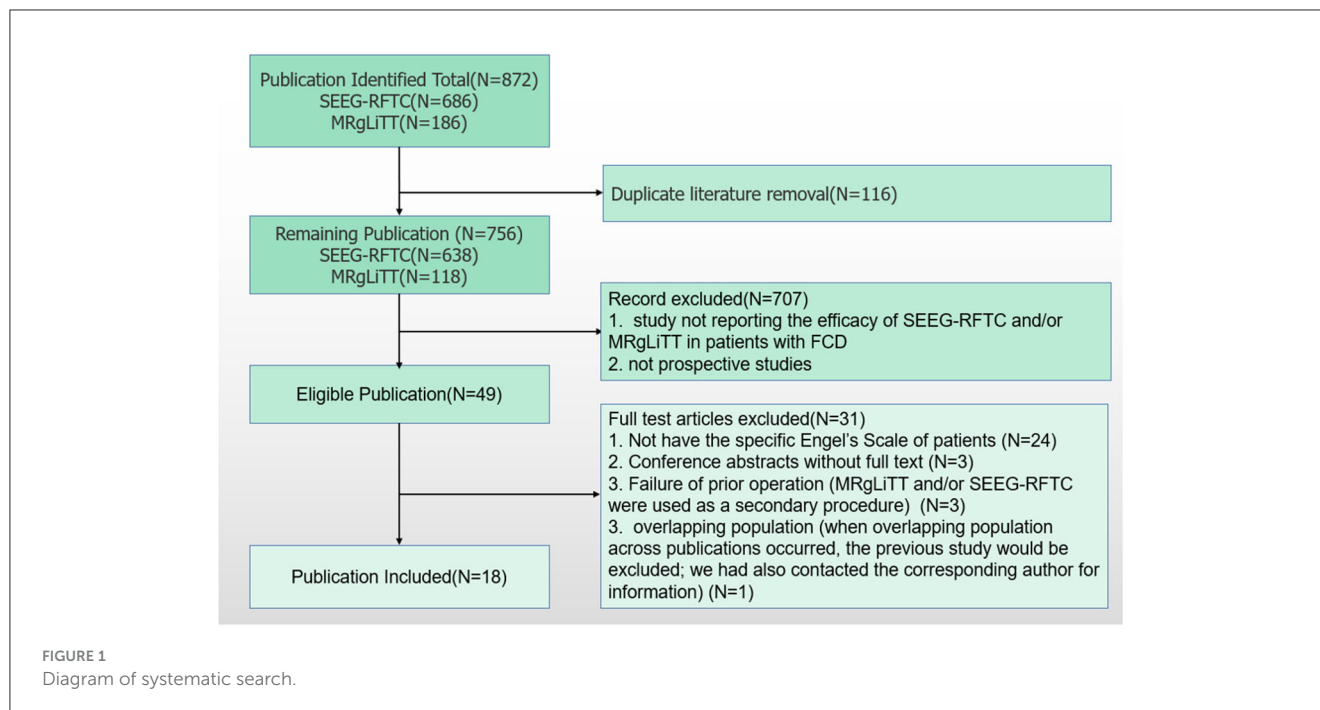 Publication Identified Total(N=872)
SEEG-RFTC(N=686)
MRgLiTT(N=186)
Duplicate literature removal(N=116)
Remaining Publication (N=756)
SEEG-RFTC(N=638)
MRgLiTT(N=118)
Record excluded(N=707)
1. study not reporting the efficacy of SEEG-RFTC and/or
MRgLiTT in patients with FCD
2. not prospective studies
Eligible Publication(N=49)
Full test articles excluded(N=31)
1. Not have the specific Engel's Scale of patients (N=24)
2. Conference abstracts without full text (N=3)
3. Failure of prior operation (MRgLiTT and/or SEEG-RFTC
were used as a secondary procedure) (N=3)
3. overlapping population (when overlapping population
across publications occurred, the previous study would be
excluded; we had also contacted the corresponding author for
information) (N=1)
Publication Included(N=18)
FIGURE 1
Diagram of systematic search.